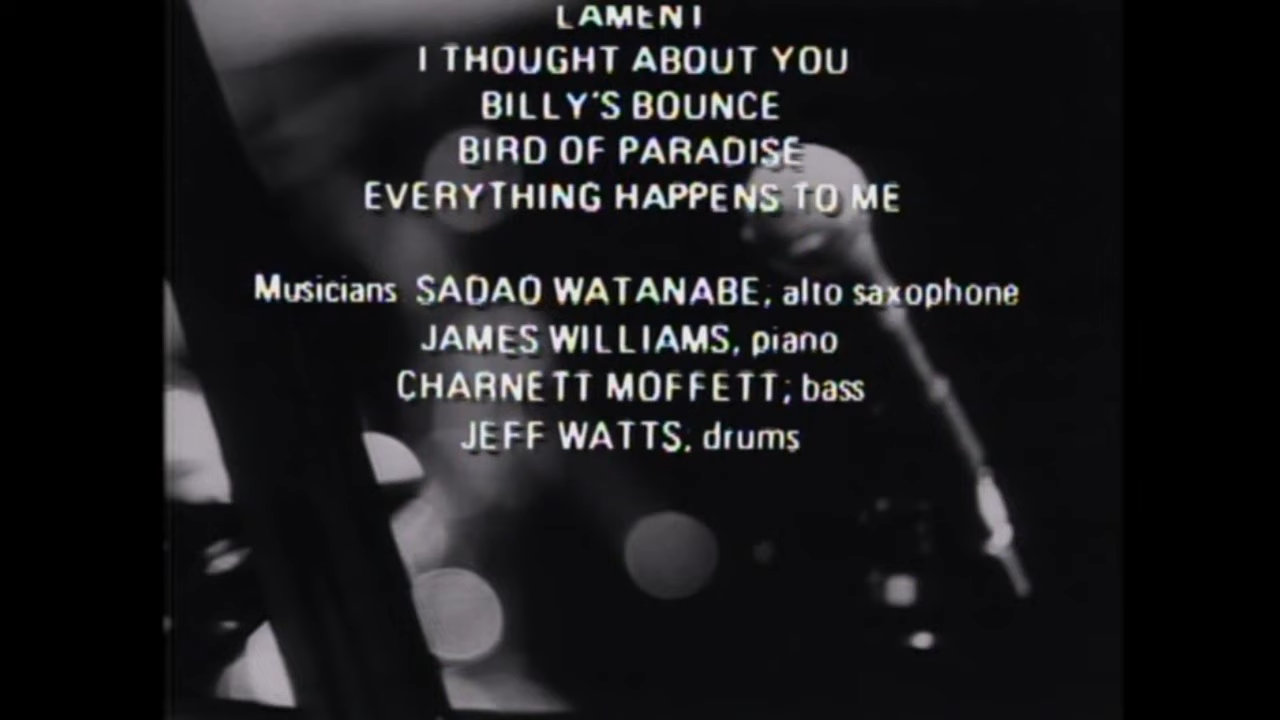 LAMENT
I THOUGHT ABOUT YOU
BILLY'S BOUNCE
BIRD OF PARADISE
EVERYTHING HAPPENS TO ME
Musicians SADAO WATANABE, alto saxophone
JAMES WILLIAMS, piano
CHARNETT MOFFETT, bass
JEFF WATTS, drums